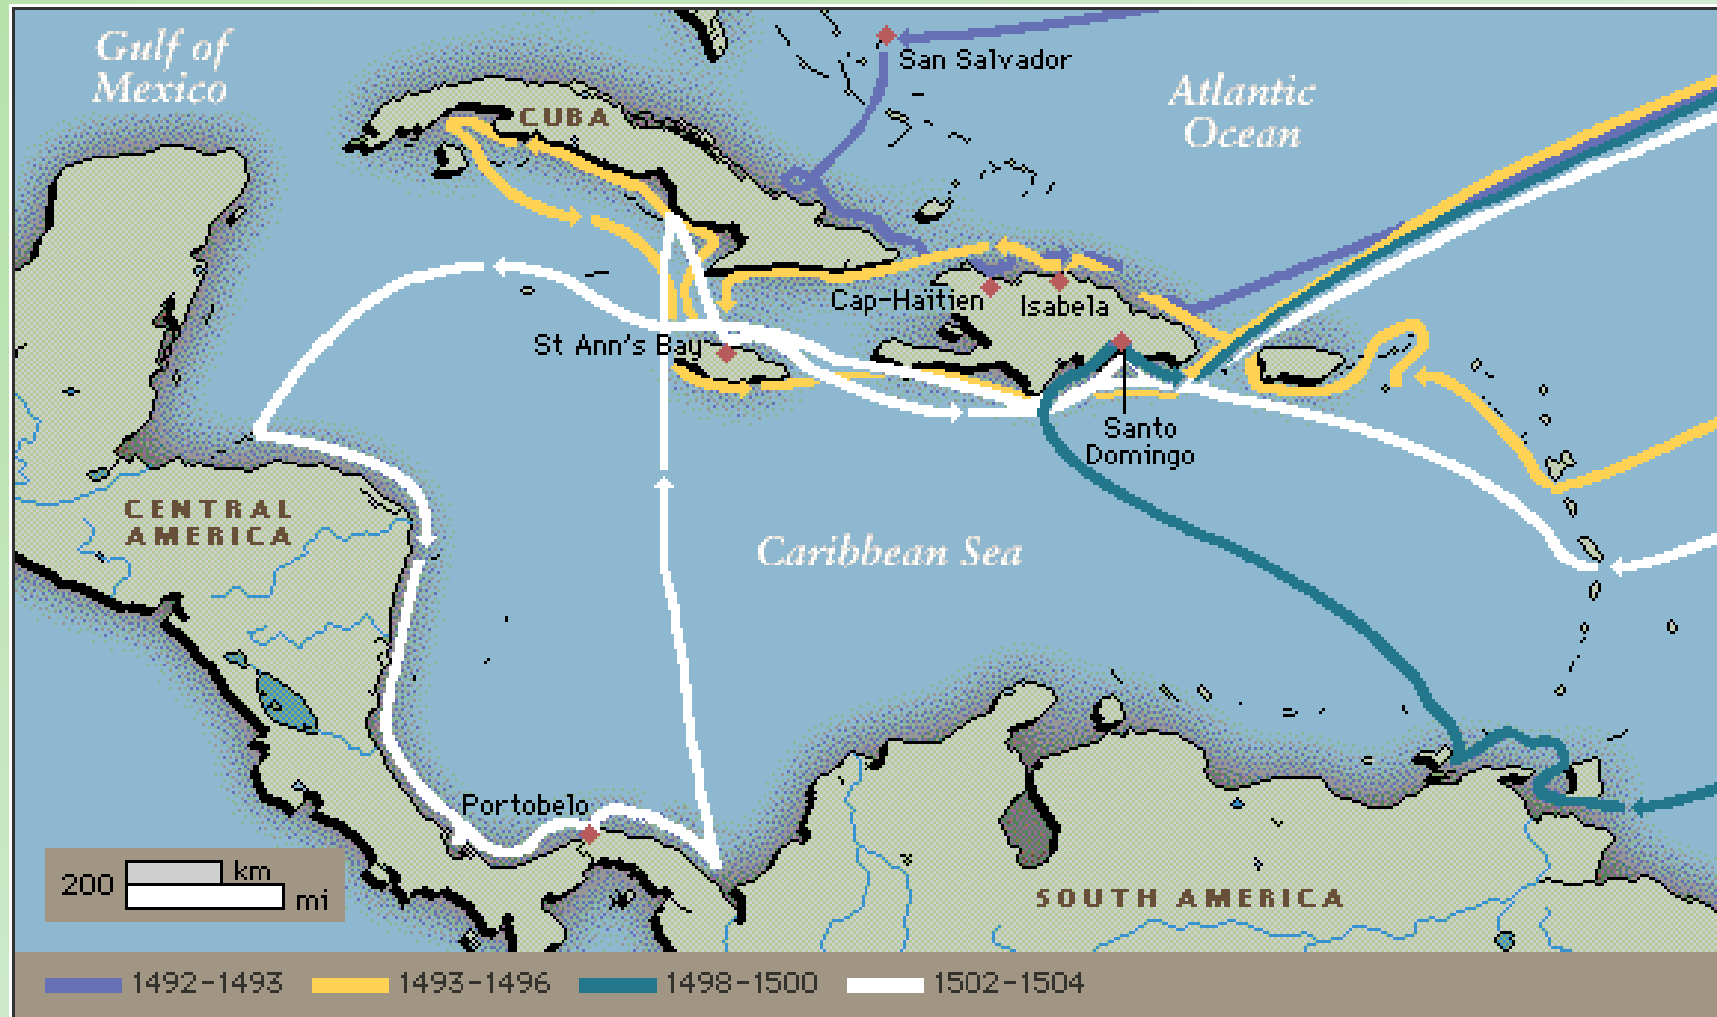 Gulf of
Mexico
San Salvador
Atlantic
Ocean
CUBA
Cap-Haïtien
Isabela
St Ann's Bay
Santo
Domingo
CENTRAL
AMERICA
Caribbean Sea
Portobelo
200 km
mi
SOUTH AMERICA
1492-1493 1493-1496 1498-1500 1502-1504